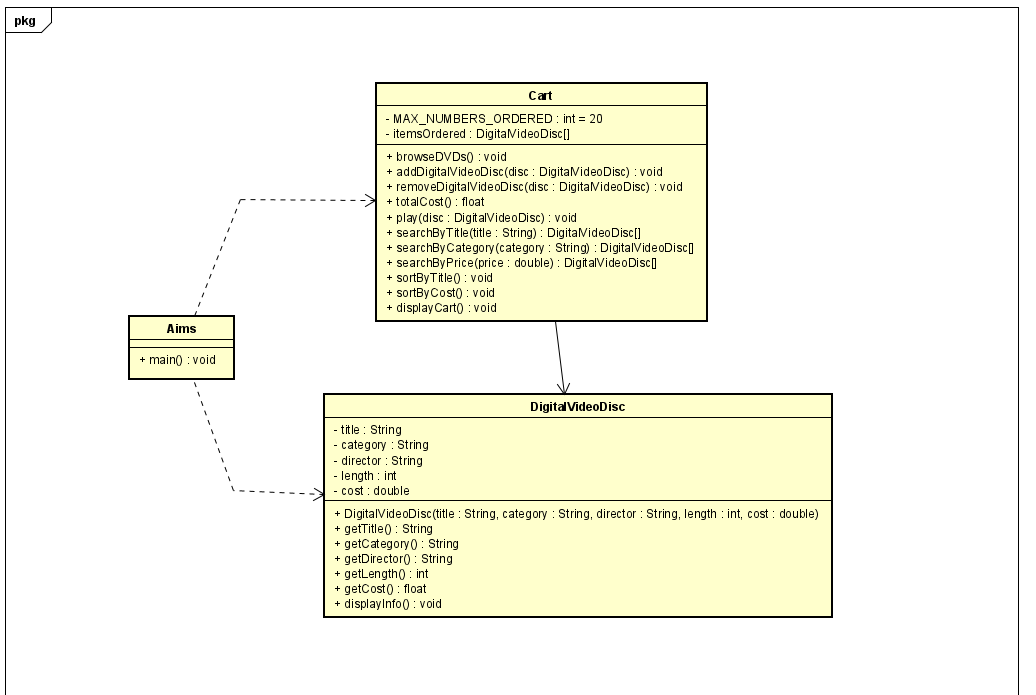 pkg
Cart
- MAX_NUMBERS_ORDERED : int = 20
- itemsOrdered : DigitalVideoDisc[]
+ browseDVDs() : void
+ addDigitalVideoDisc(disc : DigitalVideoDisc) : void
+ removeDigitalVideoDisc(disc : DigitalVideoDisc) : void
+ totalCost() : float
+ play(disc : DigitalVideoDisc) : void
+ searchByTitle(title : String) : DigitalVideoDisc[]
+ searchByCategory(category : String) : DigitalVideoDisc[]
+ searchByPrice(price : double) : DigitalVideoDisc[]
+ sortByTitle() : void
+ sortByCost() : void
+ displayCart() : void
Aims
+ main() : void
DigitalVideoDisc
- title : String
- category : String
- director : String
- length : int
- cost : double
+ DigitalVideoDisc(title : String, category : String, director : String, length : int, cost : double)
+ getTitle() : String
+ getCategory() : String
+ getDirector() : String
+ getLength() : int
+ getCost() : float
+ displayInfo() : void